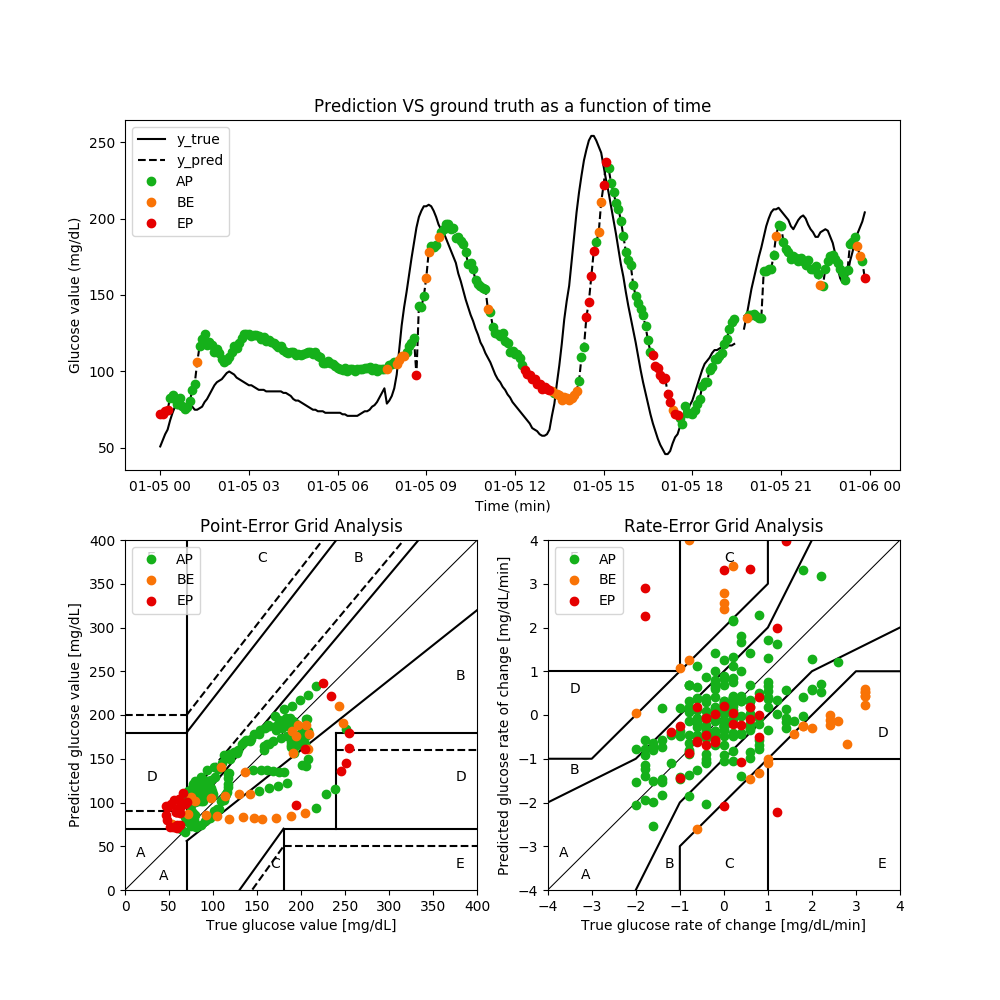 Prediction VS ground truth as a function of time
Glucose value (mg/dL)
250
200
150
100
50
y_true
y_pred
AP
BE
EP
01-05 00 01-05 03 01-05 06 01-05 09 01-05 12 01-05 15 01-05 18 01-05 21 01-06 00
Time (min)
Point-Error Grid Analysis
Predicted glucose value [mg/dL]
400
350
300
250
200
150
100
50
0
AP
BE
EP
C
B
B
D
D
A
A
C
E
0 50 100 150 200 250 300 350 400
True glucose value [mg/dL]
Rate-Error Grid Analysis
Predicted glucose rate of change [mg/dL/min]
4
3
2
1
0
−1
−2
−3
−4
AP
BE
EP
C
D
D
B
A
A
B
C
E
−4 −3 −2 −1 0 1 2 3 4
True glucose rate of change [mg/dL/min]